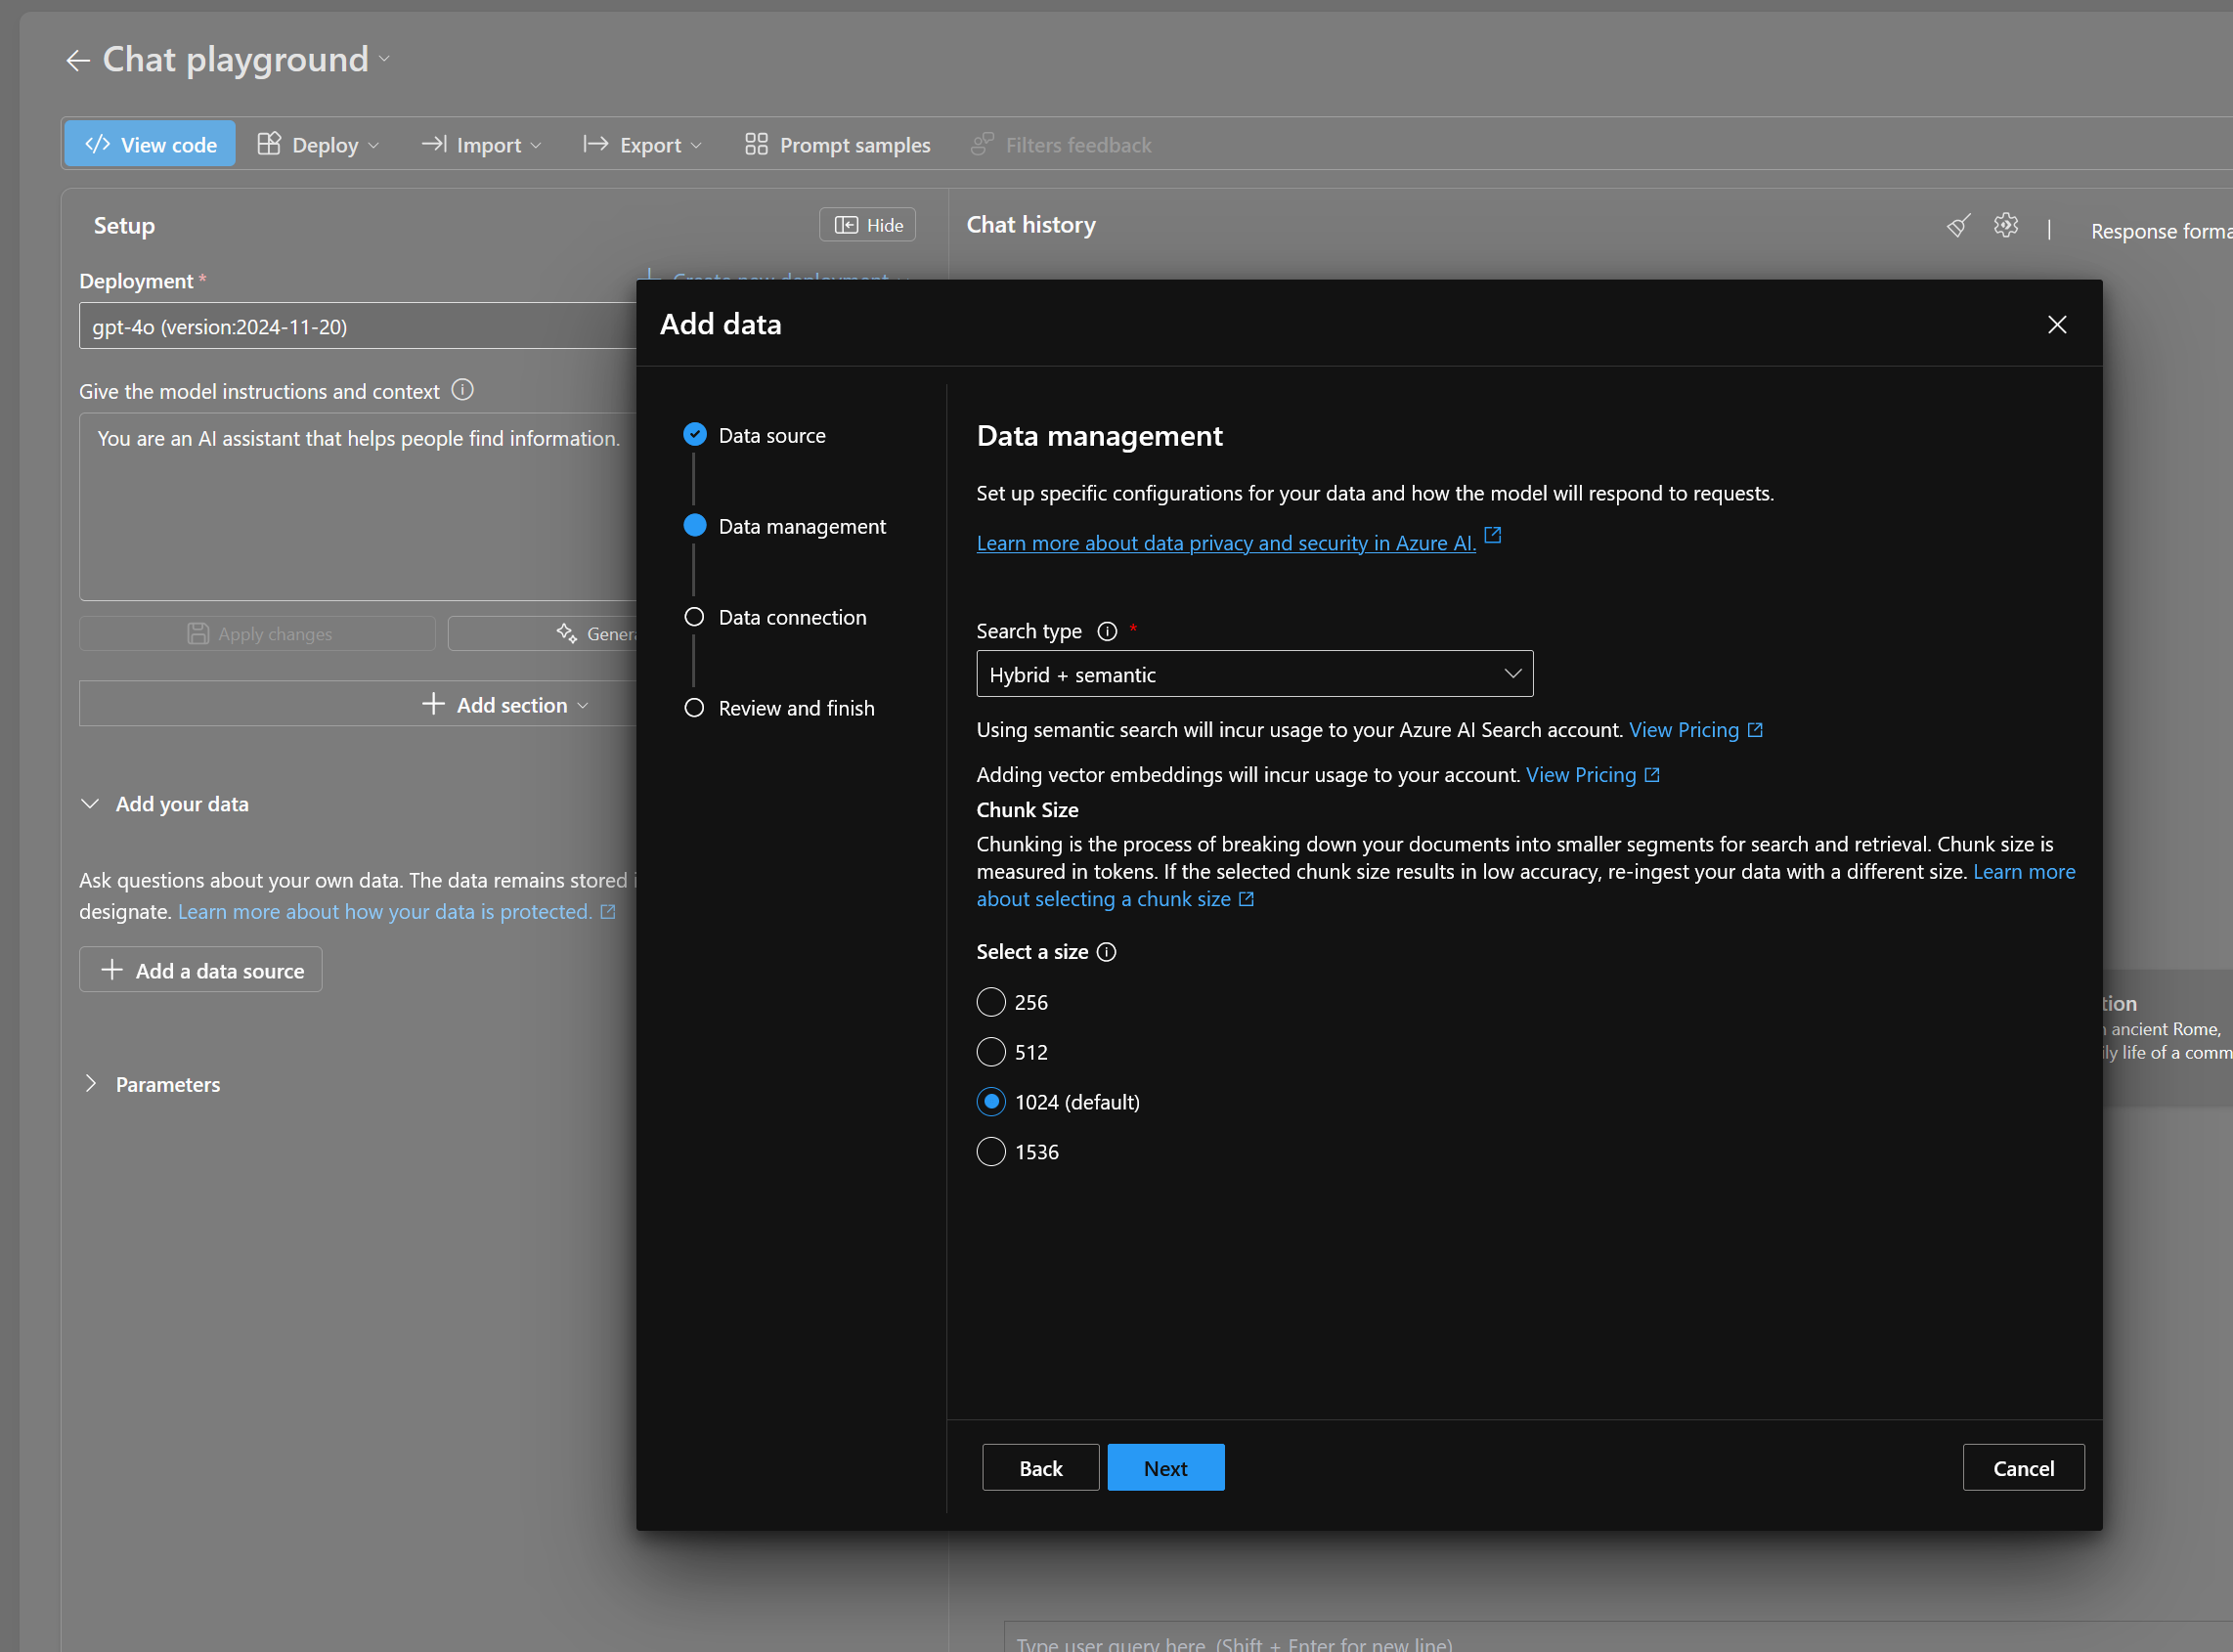 Chat playground
View code
Deploy
Import
Export
Prompt samples
Filters feedback
Setup
Hide
Chat history
Response forma
Deployment *
Create new deployment
gpt-4o (version:2024-11-20)
Give the model instructions and context
You are an AI assistant that helps people find information.
Apply changes
Genera
Add section
Add your data
Ask questions about your own data. The data remains stored i
designate. Learn more about how your data is protected.
Add a data source
Parameters
Add data
Data source
Data management
Data connection
Review and finish
Data management
Set up specific configurations for your data and how the model will respond to requests.
Learn more about data privacy and security in Azure AI.
Search type *
Hybrid + semantic
Using semantic search will incur usage to your Azure AI Search account. View Pricing
Adding vector embeddings will incur usage to your account. View Pricing
Chunk Size
Chunking is the process of breaking down your documents into smaller segments for search and retrieval. Chunk size is
measured in tokens. If the selected chunk size results in low accuracy, re-ingest your data with a different size. Learn more
about selecting a chunk size
Select a size
256
512
1024 (default)
1536
Back
Next
Cancel
tion
ancient Rome,
ily life of a comm
Type user query here. (Shift + Enter for new line)